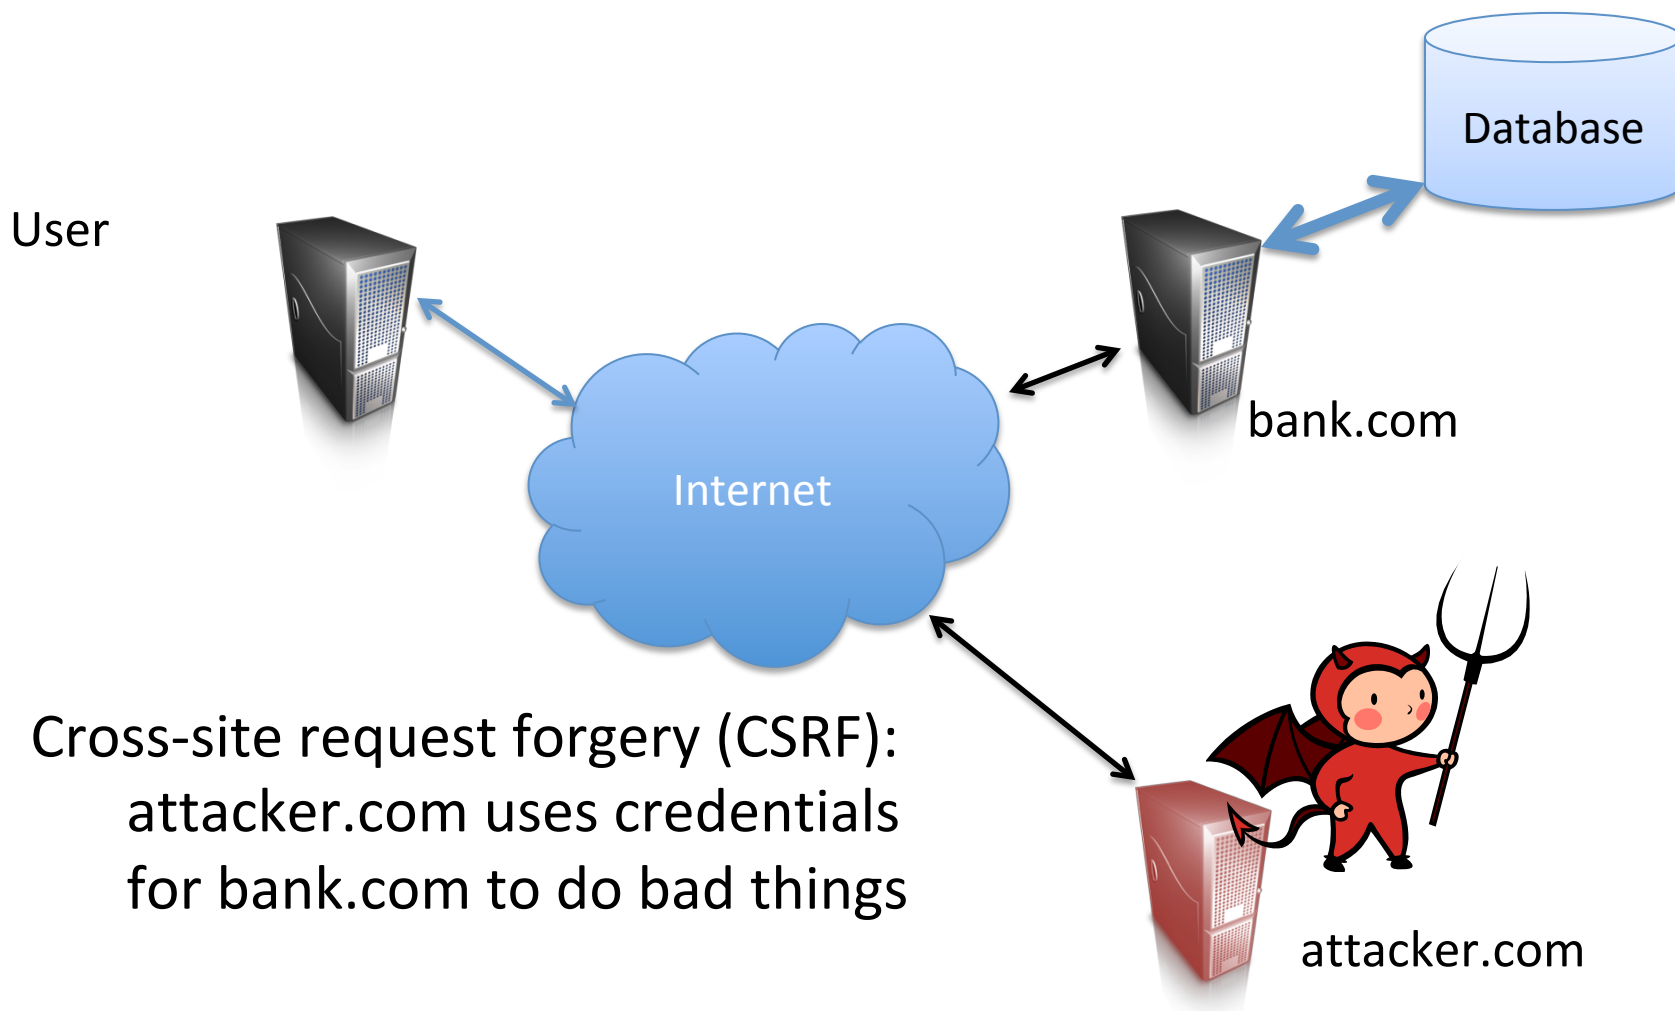 Database
User
bank.com
Internet
Cross-site request forgery (CSRF):
attacker.com uses credentials
for bank.com to do bad things
attacker.com